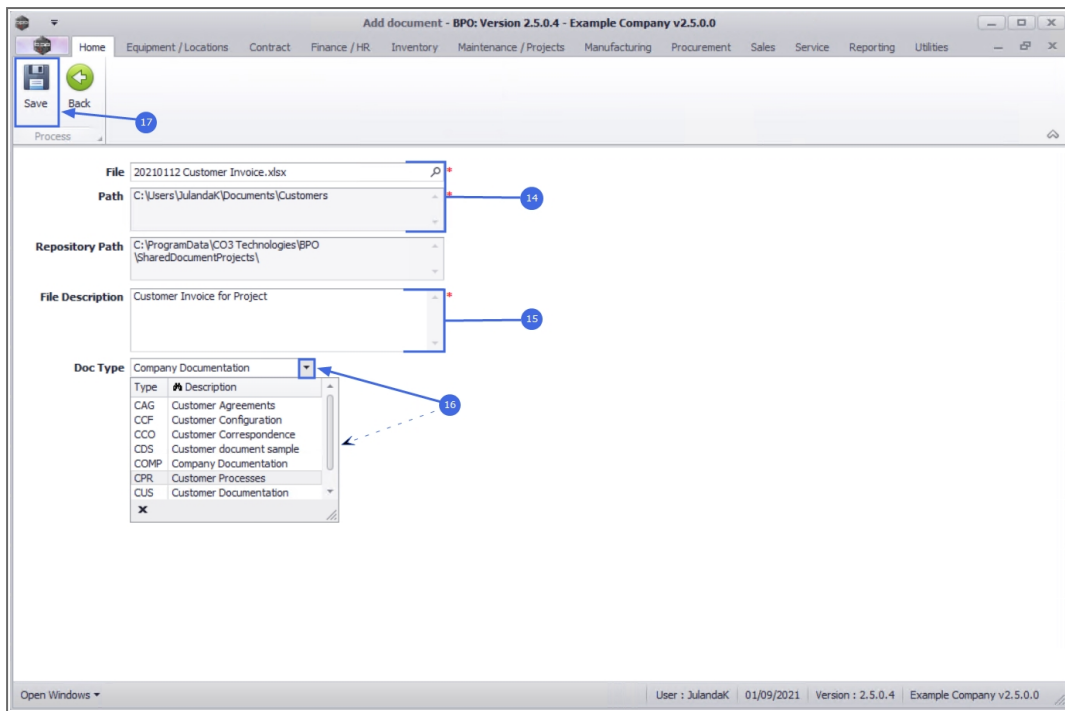 Add document - BPO: Version 2.5.0.4 - Example Company v2.5.0.0
Home Equipment / Locations Contract Finance / HR Inventory Maintenance / Projects Manufacturing Procurement Sales Service Reporting Utilities
Save Back
17
Process
File 20210112 Customer Invoice.xlsx *
Path C:\Users\JulandaK\Documents\Customers *
14
Repository Path C:\ProgramData\CO3 Technologies\BPO
\SharedDocumentProjects\
File Description Customer Invoice for Project *
15
Doc Type Company Documentation
Type Description
16
CAG Customer Agreements
CCF Customer Configuration
CCO Customer Correspondence
CDS Customer document sample
COMP Company Documentation
CPR Customer Processes
CUS Customer Documentation
Open Windows User : JulandaK 01/09/2021 Version : 2.5.0.4 Example Company v2.5.0.0